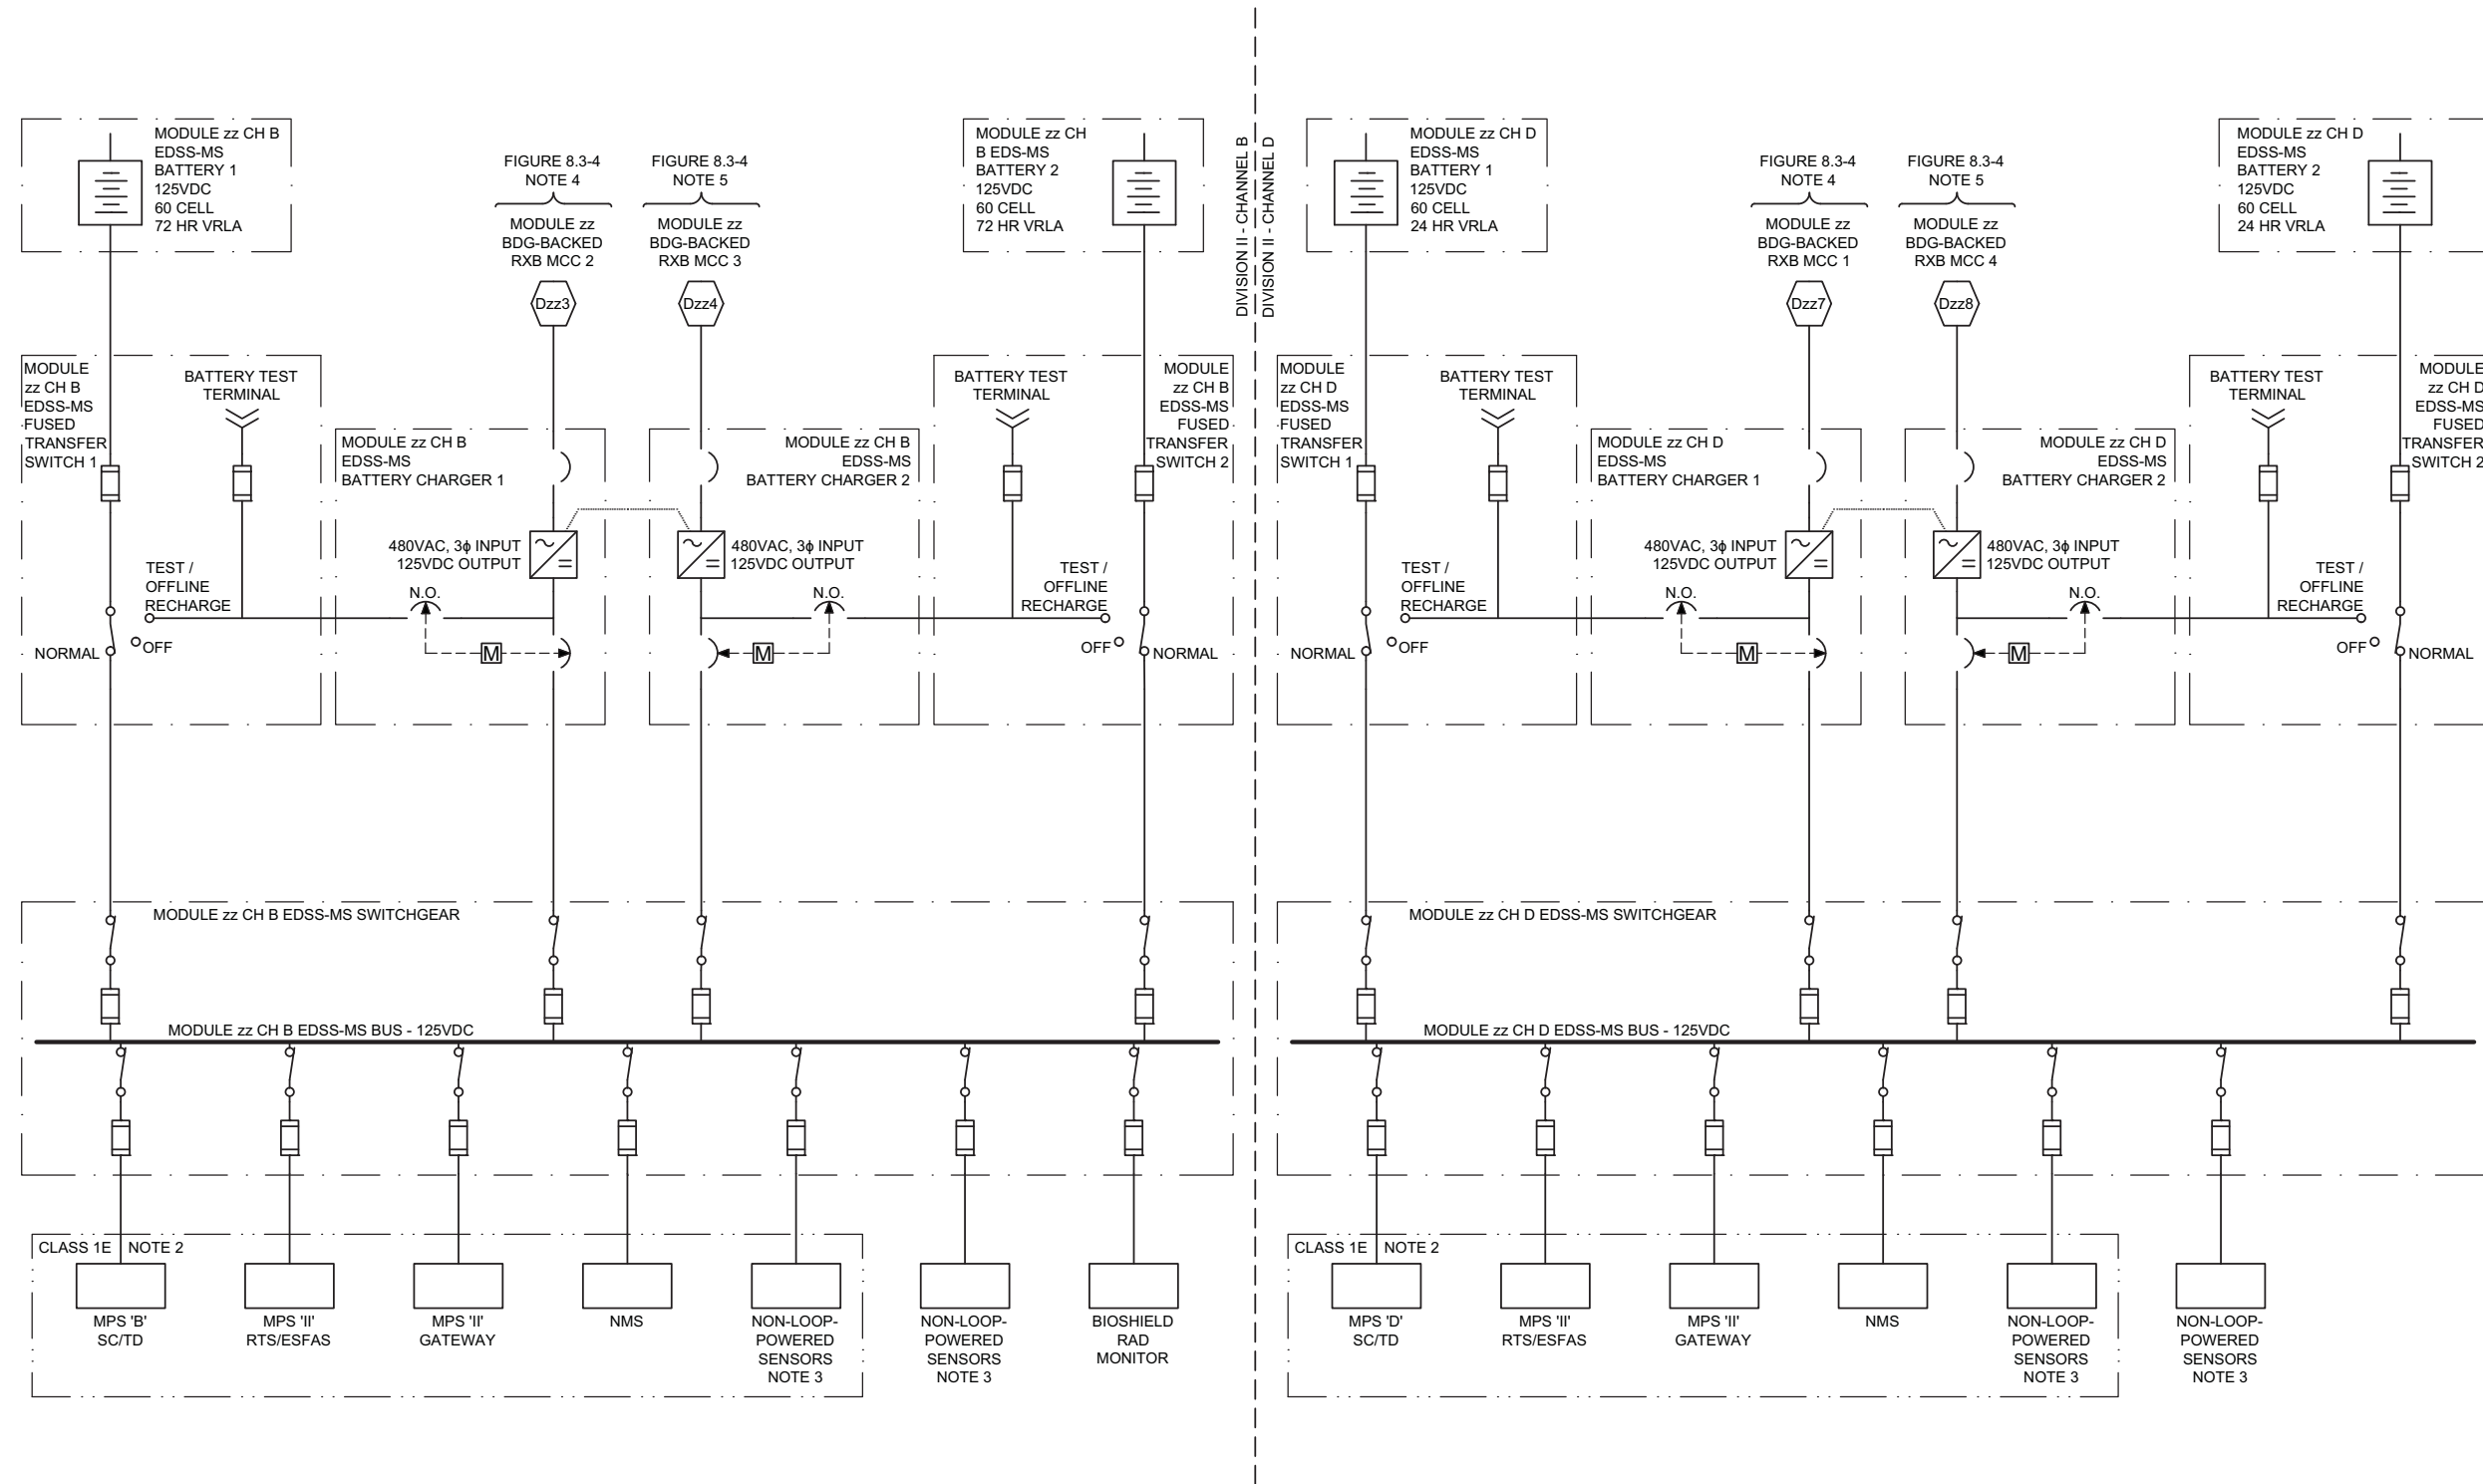 MODULE zz CH B
EDSS-MS
BATTERY 1
125VDC
60 CELL
72 HR VRLA
FIGURE 8.3-4
NOTE 4
MODULE zz
BDG-BACKED
RXB MCC 2
Dzz3
FIGURE 8.3-4
NOTE 5
MODULE zz
BDG-BACKED
RXB MCC 3
Dzz4
MODULE zz CH
B EDS-MS
BATTERY 2
125VDC
60 CELL
72 HR VRLA
DIVISION II - CHANNEL B
DIVISION II - CHANNEL D
MODULE zz CH D
EDSS-MS
BATTERY 1
125VDC
60 CELL
24 HR VRLA
FIGURE 8.3-4
NOTE 4
MODULE zz
BDG-BACKED
RXB MCC 1
Dzz7
FIGURE 8.3-4
NOTE 5
MODULE zz
BDG-BACKED
RXB MCC 4
Dzz8
MODULE zz CH D
EDSS-MS
BATTERY 2
125VDC
60 CELL
24 HR VRLA
MODULE
zz CH B
EDSS-MS
FUSED
TRANSFER
SWITCH 1
BATTERY TEST
TERMINAL
TEST /
OFFLINE
RECHARGE
OFF
NORMAL
MODULE zz CH B
EDSS-MS
BATTERY CHARGER 1
480VAC, 3ϕ INPUT
125VDC OUTPUT
N.O.
M
MODULE zz CH B
EDSS-MS
BATTERY CHARGER 2
480VAC, 3ϕ INPUT
125VDC OUTPUT
N.O.
M
BATTERY TEST
TERMINAL
MODULE
zz CH B
EDSS-MS
FUSED
TRANSFER
SWITCH 2
TEST /
OFFLINE
RECHARGE
OFF
NORMAL
MODULE
zz CH D
EDSS-MS
FUSED
TRANSFER
SWITCH 1
BATTERY TEST
TERMINAL
TEST /
OFFLINE
RECHARGE
OFF
NORMAL
MODULE zz CH D
EDSS-MS
BATTERY CHARGER 1
480VAC, 3ϕ INPUT
125VDC OUTPUT
N.O.
M
MODULE zz CH D
EDSS-MS
BATTERY CHARGER 2
480VAC, 3ϕ INPUT
125VDC OUTPUT
N.O.
M
BATTERY TEST
TERMINAL
MODULE
zz CH D
EDSS-MS
FUSED
TRANSFER
SWITCH 2
TEST /
OFFLINE
RECHARGE
OFF
NORMAL
MODULE zz CH B EDSS-MS SWITCHGEAR
MODULE zz CH B EDSS-MS BUS - 125VDC
MODULE zz CH D EDSS-MS SWITCHGEAR
MODULE zz CH D EDSS-MS BUS - 125VDC
CLASS 1E NOTE 2
MPS 'B'
SC/TD
MPS 'II'
RTS/ESFAS
MPS 'II'
GATEWAY
NMS
NON-LOOP-
POWERED
SENSORS
NOTE 3
NON-LOOP-
POWERED
SENSORS
NOTE 3
BIOSHIELD
RAD
MONITOR
CLASS 1E NOTE 2
MPS 'D'
SC/TD
MPS 'II'
RTS/ESFAS
MPS 'II'
GATEWAY
NMS
NON-LOOP-
POWERED
SENSORS
NOTE 3
NON-LOOP-
POWERED
SENSORS
NOTE 3